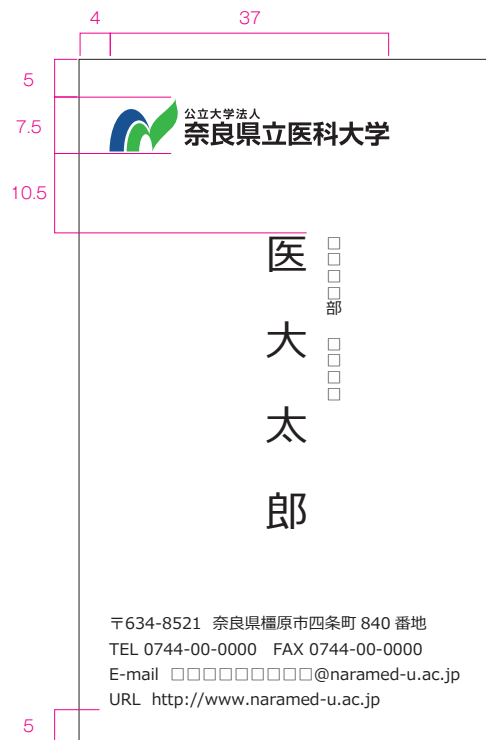 4
37
5
7.5
10.5
公立大学法人
奈良県立医科大学
□□□□部 □□□□
医大太郎
〒634-8521 奈良県橿原市四条町 840 番地
TEL 0744-00-0000 FAX 0744-00-0000
E-mail □□□□□□□□□@naramed-u.ac.jp
URL http://www.naramed-u.ac.jp
5